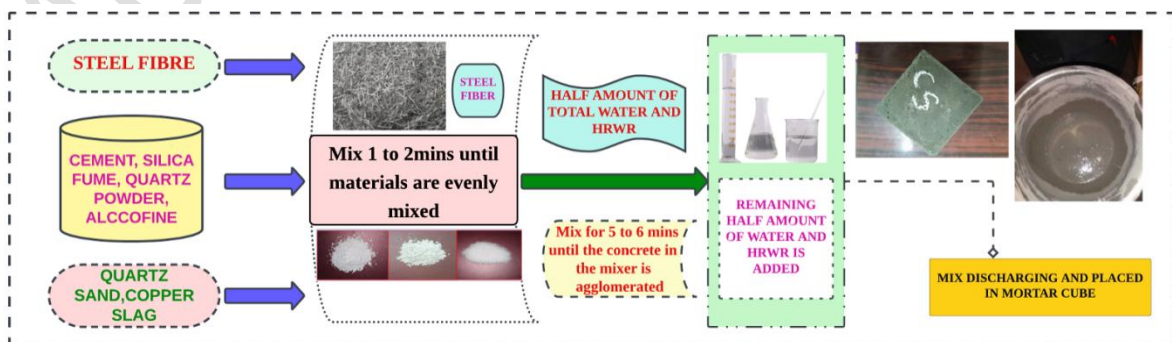 STEEL FIBRE
CEMENT, SILICA
FUME, QUARTZ
POWDER,
ALCCOFINE
QUARTZ
SAND,COPPER
SLAG
STEEL
FIBER
Mix 1 to 2mins until
materials are evenly
mixed
HALF AMOUNT OF
TOTAL WATER AND
HRWR
Mix for 5 to 6 mins
until the concrete in
the mixer is
agglomerated
REMAINING
HALF AMOUNT
OF WATER AND
HRWR IS
ADDED
MIX DISCHARGING AND PLACED
IN MORTAR CUBE